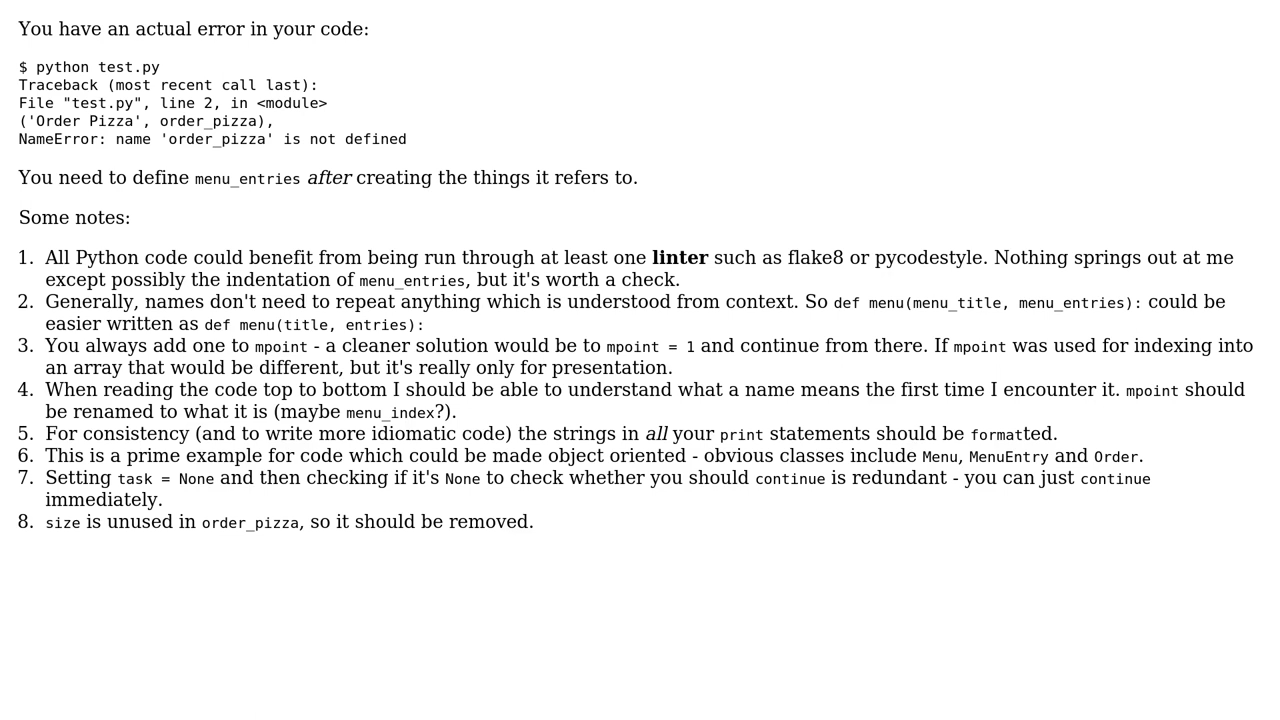 You have an actual error in your code:
$ python test.py
Traceback (most recent call last):
File "test.py", line 2, in <module>
('Order Pizza', order_pizza),
NameError: name 'order_pizza' is not defined
You need to define menu_entries after creating the things it refers to.
Some notes:
1. All Python code could benefit from being run through at least one linter such as flake8 or pycodestyle. Nothing springs out at me
except possibly the indentation of menu_entries, but it's worth a check.
2. Generally, names don't need to repeat anything which is understood from context. So def menu(menu_title, menu_entries): could be
easier written as def menu(title, entries):
3. You always add one to mpoint - a cleaner solution would be to mpoint = 1 and continue from there. If mpoint was used for indexing into
an array that would be different, but it's really only for presentation.
4. When reading the code top to bottom I should be able to understand what a name means the first time I encounter it. mpoint should
be renamed to what it is (maybe menu_index?).
5. For consistency (and to write more idiomatic code) the strings in all your print statements should be formatted.
6. This is a prime example for code which could be made object oriented - obvious classes include Menu, MenuEntry and Order.
7. Setting task = None and then checking if it's None to check whether you should continue is redundant - you can just continue
immediately.
8. size is unused in order_pizza, so it should be removed.